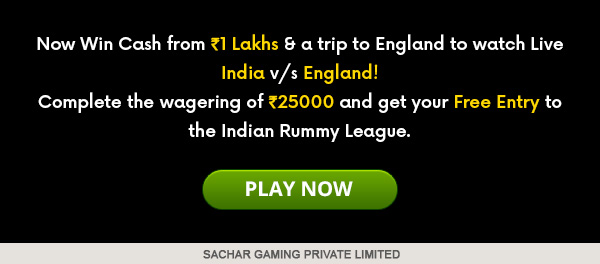 Now Win Cash from ₹1 Lakhs & a trip to England to watch Live
India v/s England!
Complete the wagering of ₹25000 and get your Free Entry to
the Indian Rummy League.
PLAY NOW
SACHAR GAMING PRIVATE LIMITED